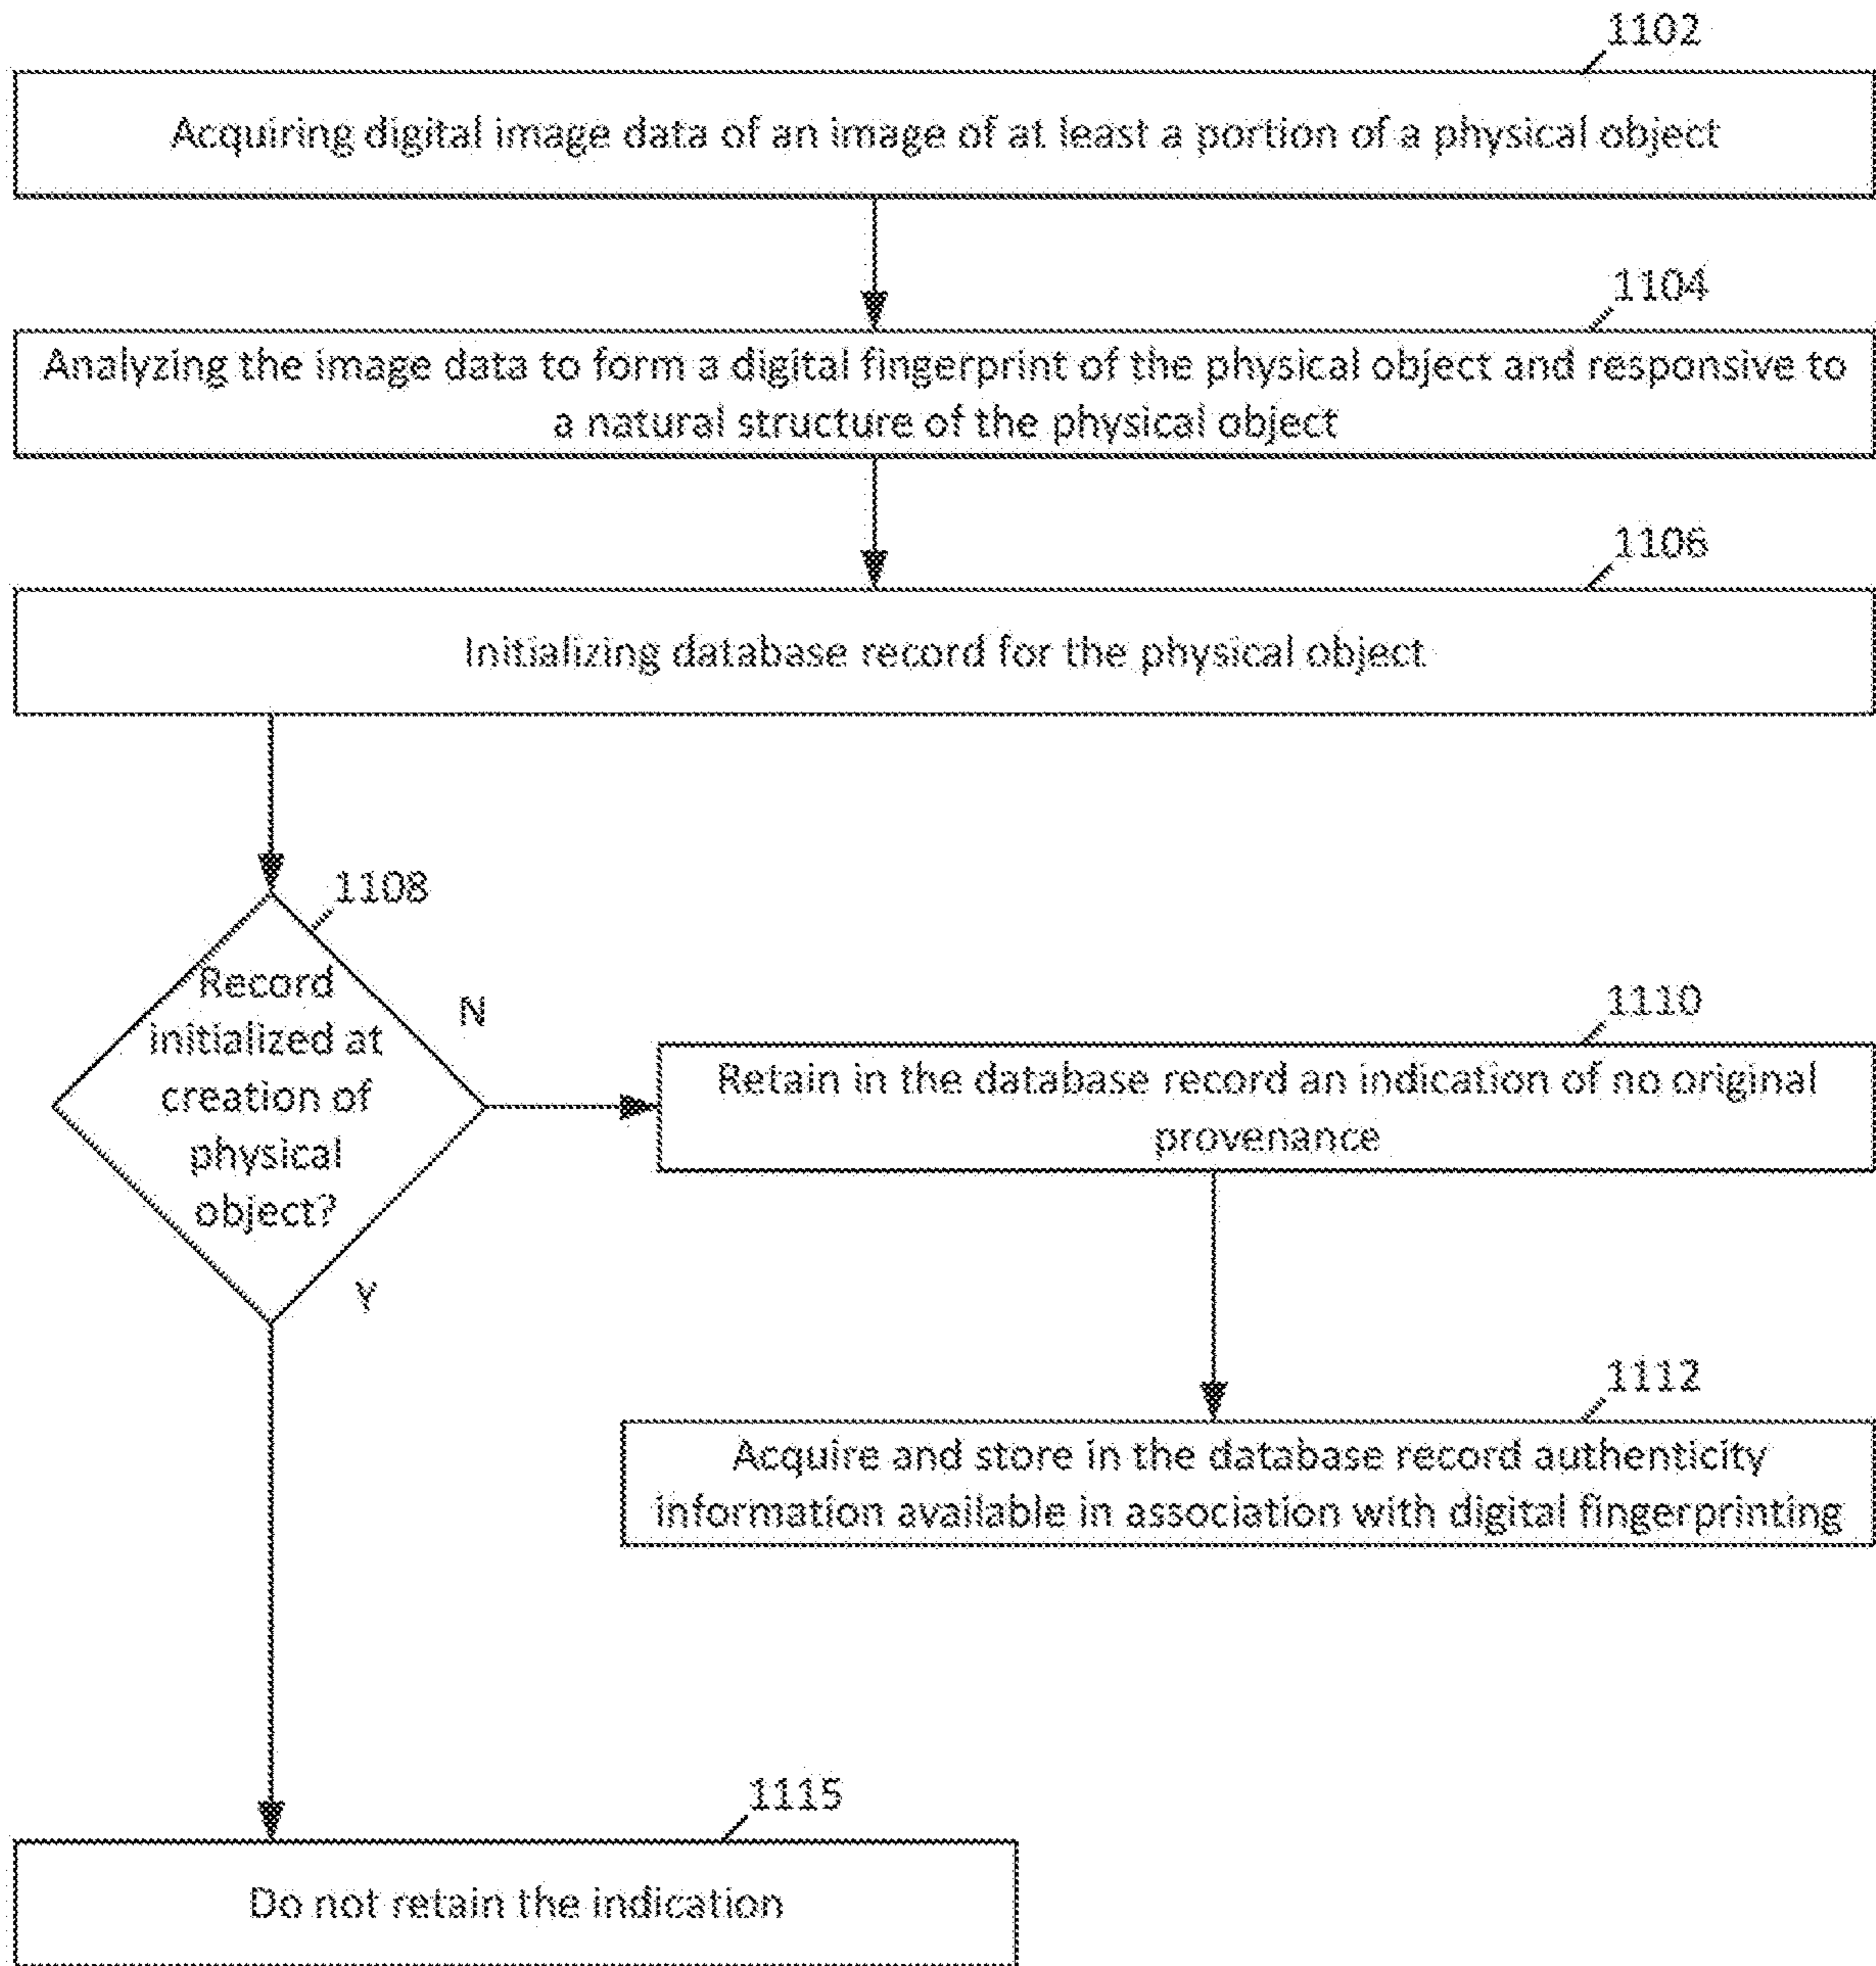 1102
Acquiring digital image data of an image of at least a portion of a physical object
1104
Analyzing the image data to form a digital fingerprint of the physical object and responsive to
a natural structure of the physical object
1106
Initializing database record for the physical object
1108
Record
initialized at
creation of
physical
object?
N
Y
1110
Retain in the database record an indication of no original
provenance
1112
Acquire and store in the database record authenticity
information available in association with digital fingerprinting
1115
Do not retain the indication